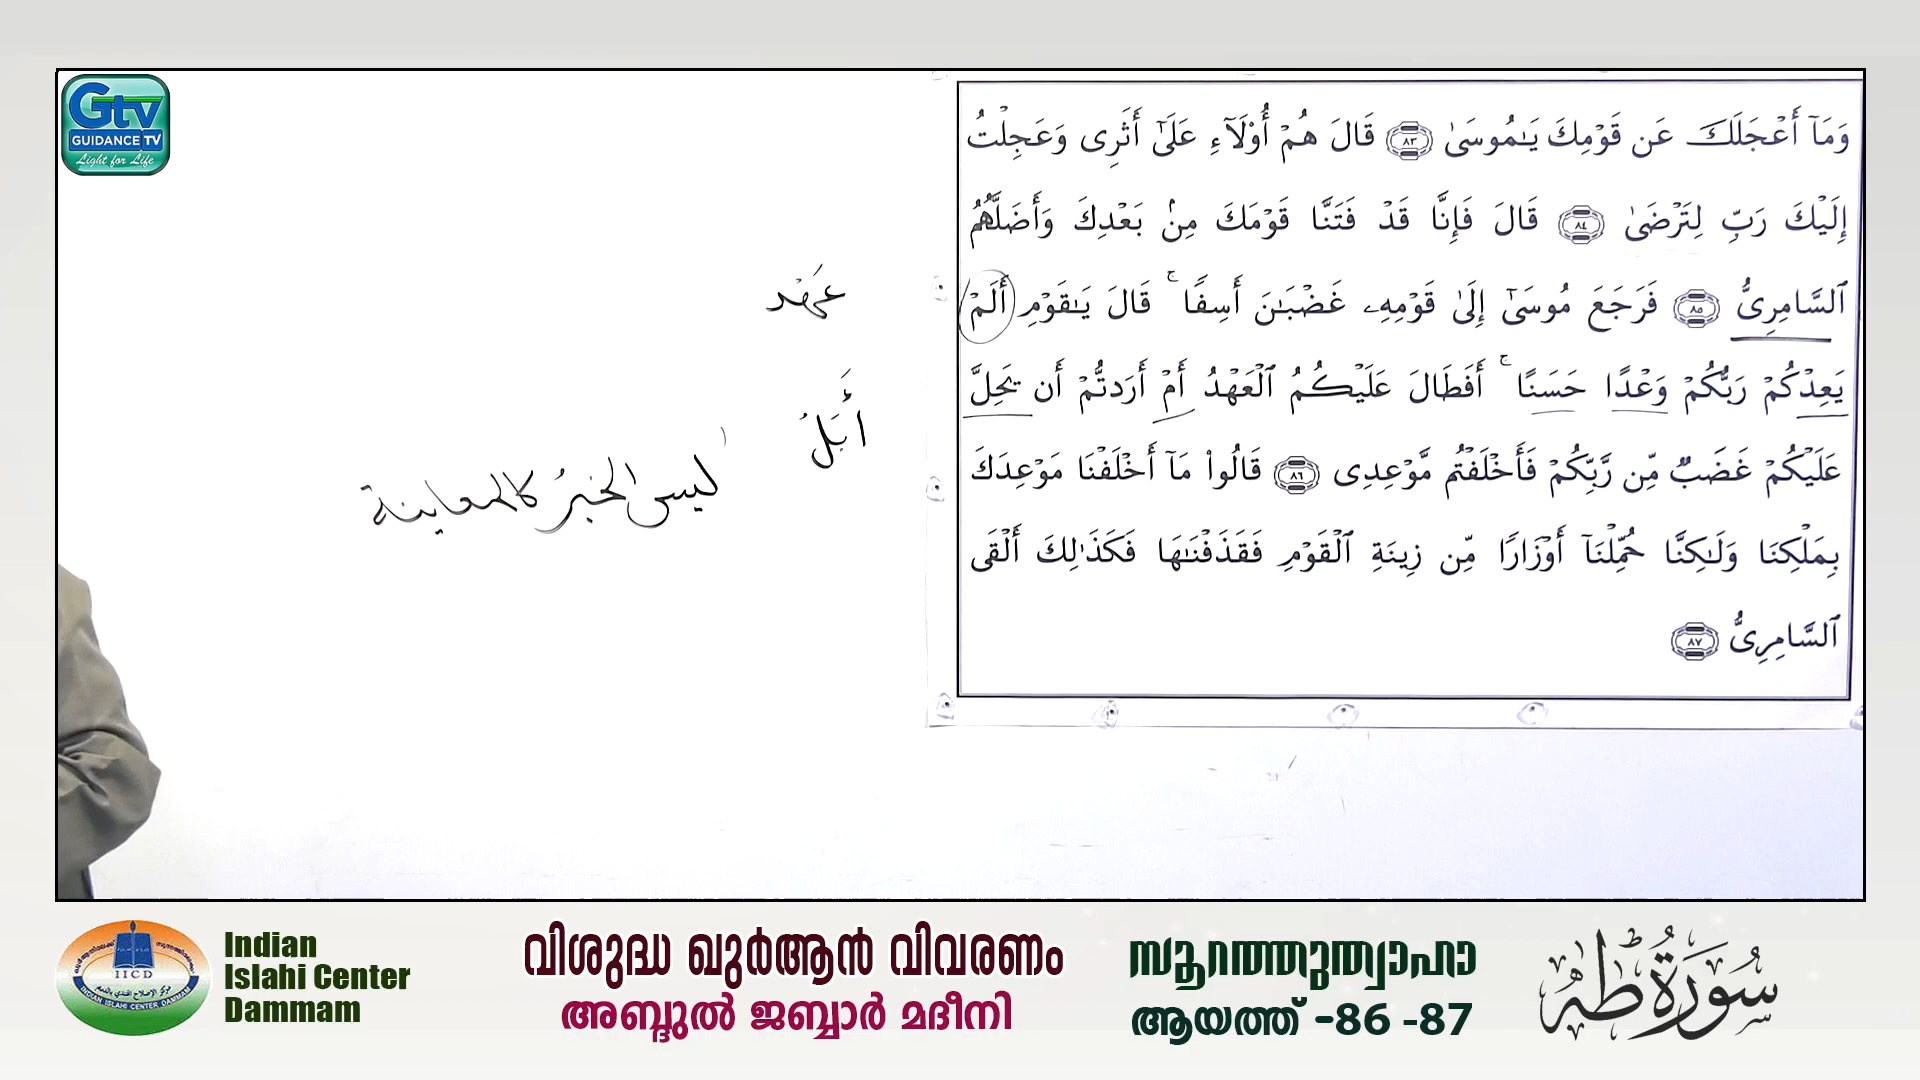 Gtv
GUIDANCE TV
Light for Life
وَمَآ أَعْجَلَكَ عَن قَوْمِكَ يَـٰمُوسَىٰ ٨٣ قَالَ هُمْ أُو۟لَآءِ عَلَىٰٓ أَثَرِى وَعَجِلْتُ
إِلَيْكَ رَبِّ لِتَرْضَىٰ ٨٤ قَالَ فَإِنَّا قَدْ فَتَنَّا قَوْمَكَ مِنۢ بَعْدِكَ وَأَضَلَّهُمُ
ٱلسَّامِرِىُّ ٨٥ فَرَجَعَ مُوسَىٰٓ إِلَىٰ قَوْمِهِۦ غَضْبَـٰنَ أَسِفًا ۚ قَالَ يَـٰقَوْمِ أَلَمْ
يَعِدْكُمْ رَبُّكُمْ وَعْدًا حَسَنًا ۚ أَفَطَالَ عَلَيْكُمُ ٱلْعَهْدُ أَمْ أَرَدتُّمْ أَن يَحِلَّ
عَلَيْكُمْ غَضَبٌ مِّن رَّبِّكُمْ فَأَخْلَفْتُم مَّوْعِدِى ٨٦ قَالُوا۟ مَآ أَخْلَفْنَا مَوْعِدَكَ
بِمَلْكِنَا وَلَـٰكِنَّا حُمِّلْنَآ أَوْزَارًا مِّن زِينَةِ ٱلْقَوْمِ فَقَذَفْنَـٰهَا فَكَذَٰلِكَ أَلْقَى
ٱلسَّامِرِىُّ ٨٧
عَهْد
ليس الخبرُ كالمعاينة
IICD
Indian
Islahi Center
Dammam
വിശുദ്ധ ഖുർആൻ വിവരണം
അബ്ദുൽ ജബ്ബാർ മദീനി
സൂറത്തുത്വാഹാ
ആയത്ത് -86 -87
سُورَةُ طه